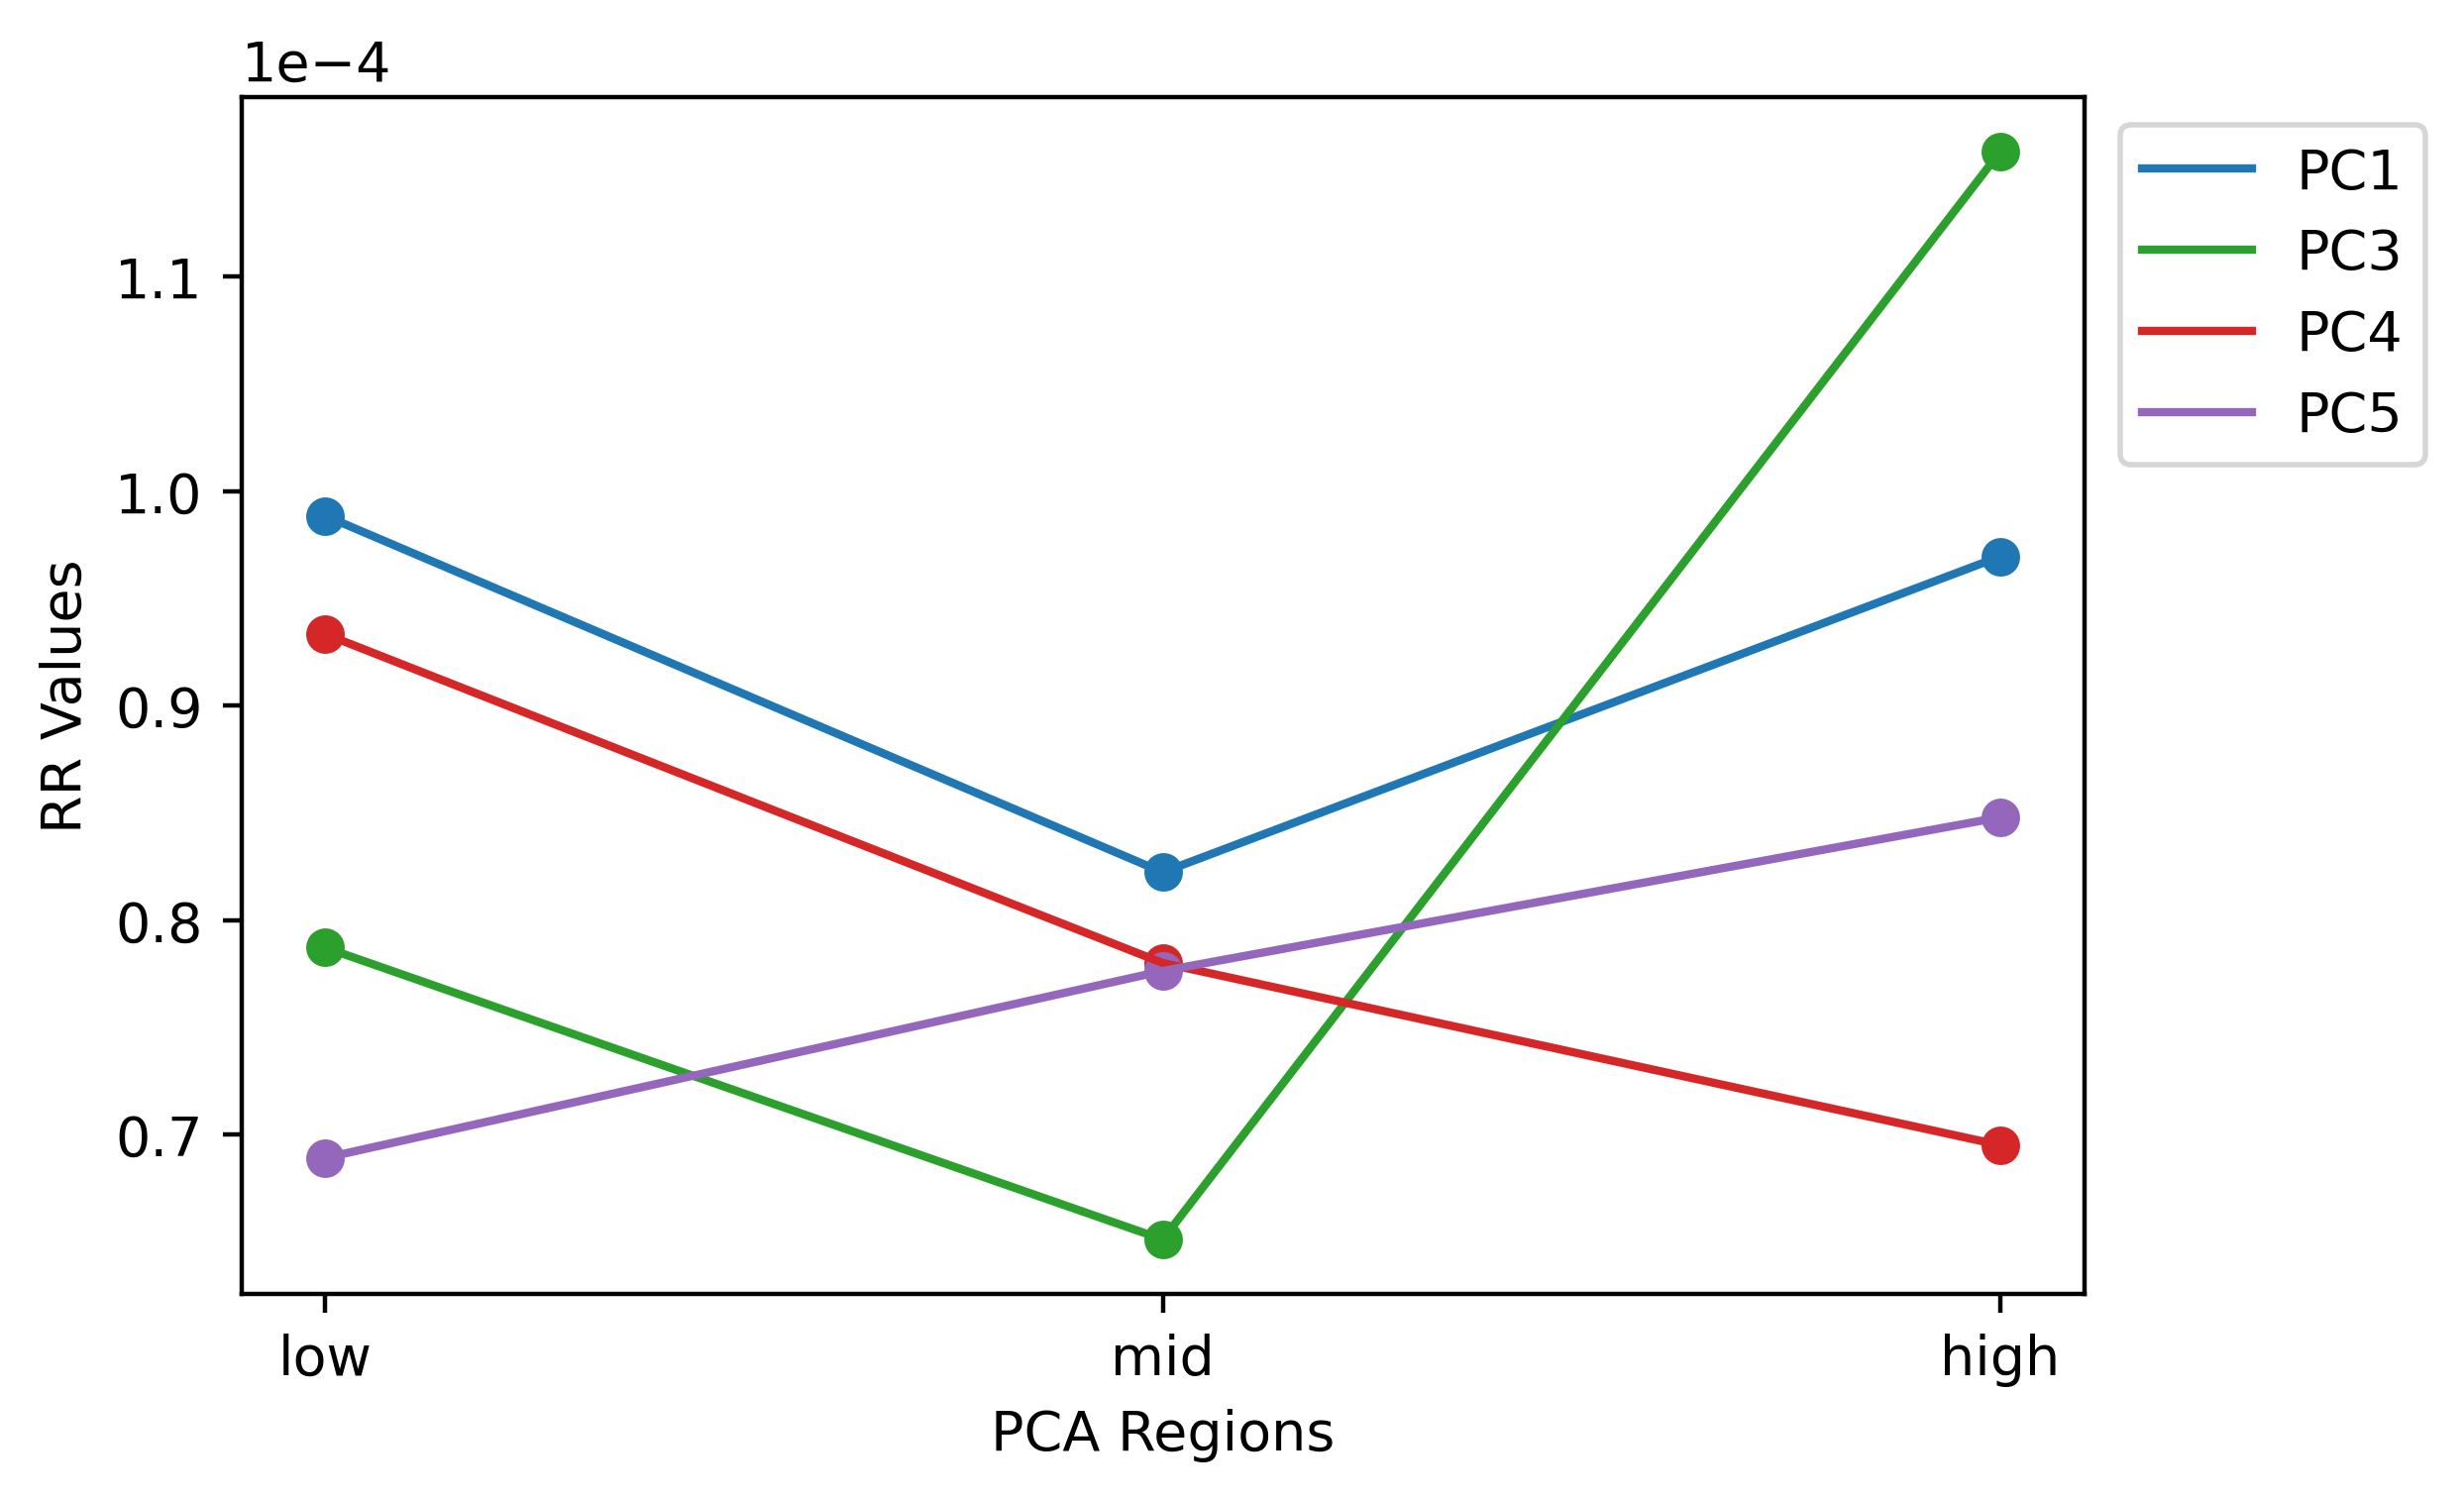 1e−4
1.1
1.0
0.9
0.8
0.7
RR Values
low
mid
high
PCA Regions
PC1
PC3
PC4
PC5